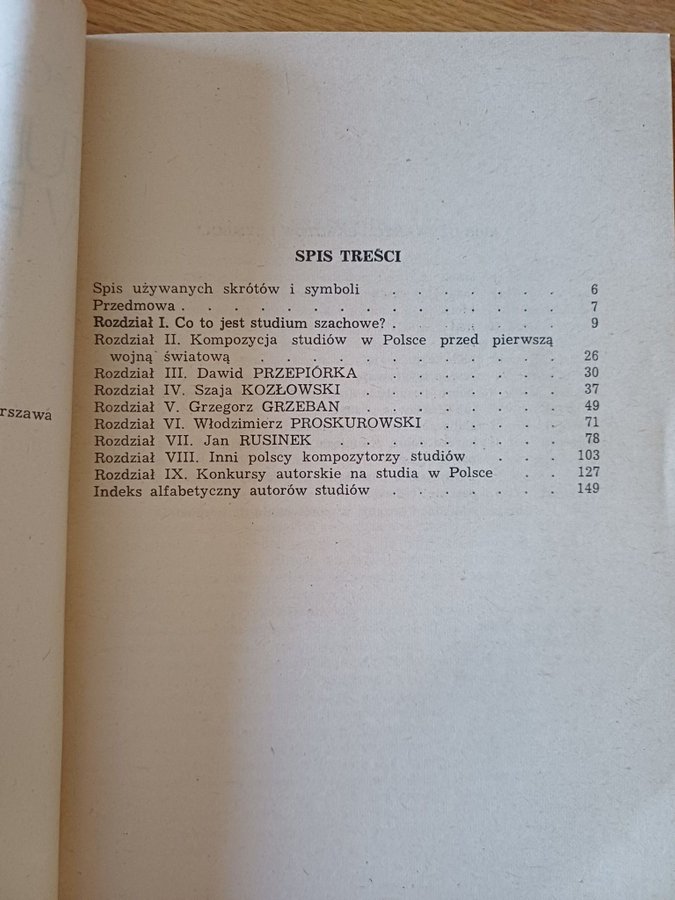 SPIS TREŚCI
Spis używanych skrótów i symboli . . . . . . . 6
Przedmowa . . . . . . . . . . . . . . 7
Rozdział I. Co to jest studium szachowe? . . . . . . . 9
Rozdział II. Kompozycja studiów w Polsce przed pierwszą
wojną światową . . . . . . . . . . . 26
Rozdział III. Dawid PRZEPIÓRKA . . . . . . . 30
Rozdział IV. Szaja KOZŁOWSKI . . . . . . . . 37
Rozdział V. Grzegorz GRZEBAN . . . . . . . . 49
Rozdział VI. Włodzimierz PROSKUROWSKI . . . . . 71
Rozdział VII. Jan RUSINEK . . . . . . . . . 78
Rozdział VIII. Inni polscy kompozytorzy studiów . . . . 103
Rozdział IX. Konkursy autorskie na studia w Polsce . . 127
Indeks alfabetyczny autorów studiów . . . . . . . 149
rszawa